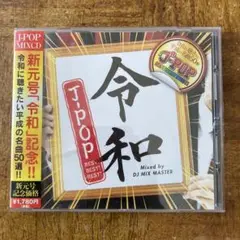 J-POP
MIXCD
新元号「令和」記念!!
令和に聴きたい平成の名曲50選!!
新元号
記念価格
¥1,780円
令和
J-POP
Mixed by
DJ MIX MASTER
J-POP